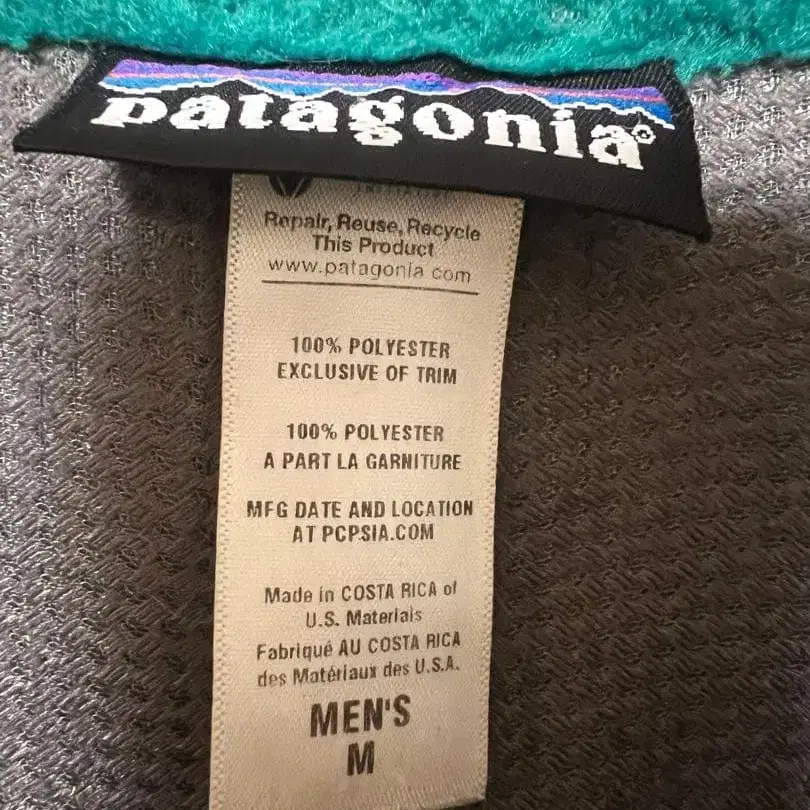 patagonia®
Repair, Reuse, Recycle
This Product
www.patagonia.com
100% POLYESTER
EXCLUSIVE OF TRIM
100% POLYESTER
A PART LA GARNITURE
MFG DATE AND LOCATION
AT PCPSIA.COM
Made in COSTA RICA of
U.S. Materials
Fabriqué AU COSTA RICA
des Matériaux des U.S.A.
MEN'S
M